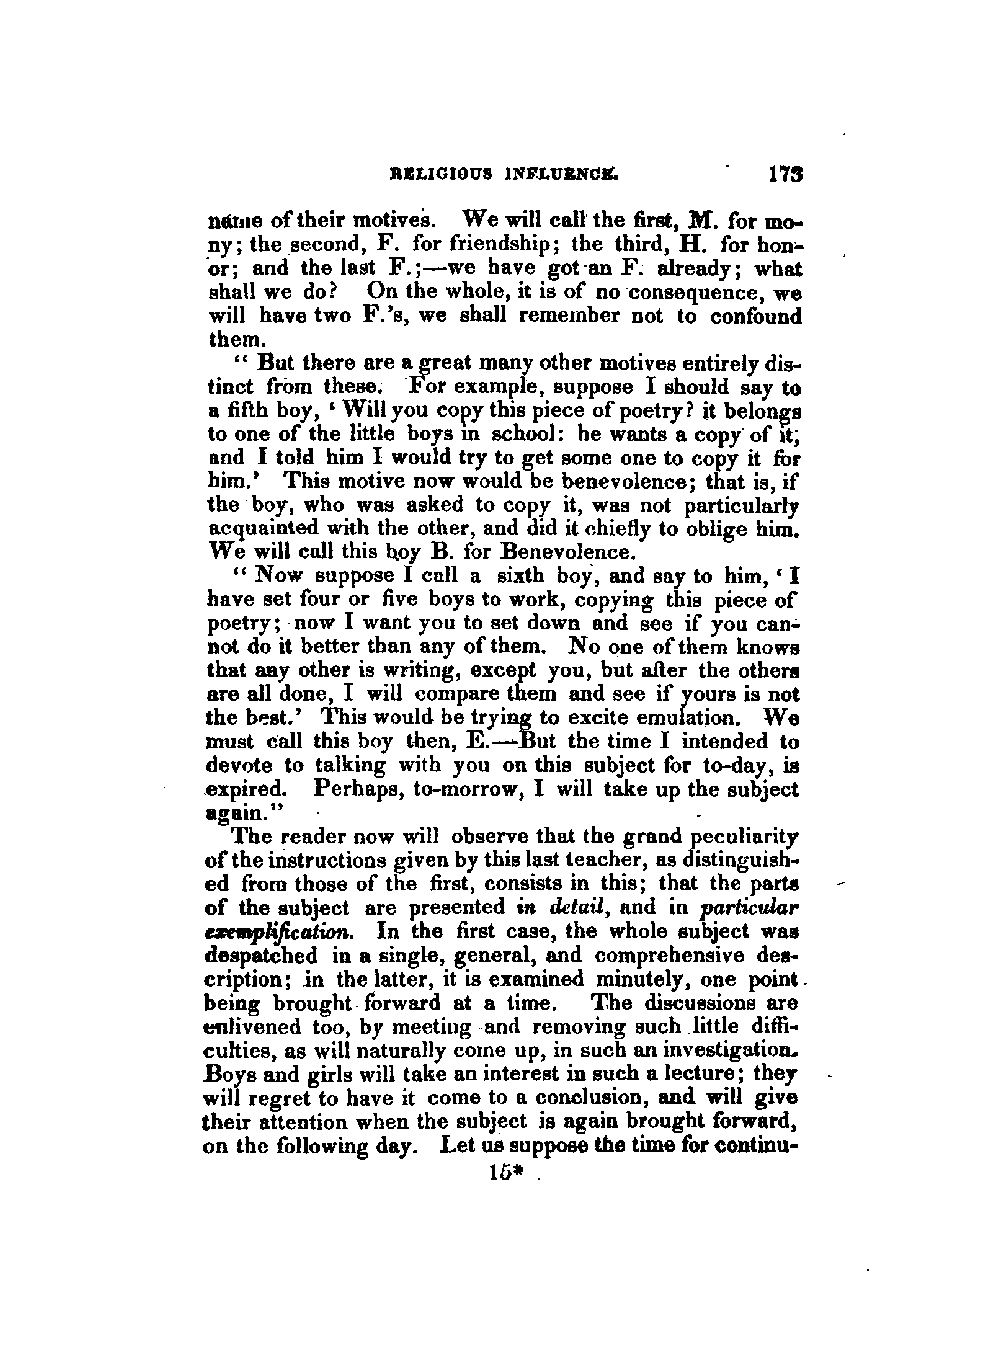 RELIGIOUS INFLUENCE. 173
name of their motives. We will call the first, M. for mo-
ny; the second, F. for friendship; the third, H. for hon-
or; and the last F.;—we have got an F. already; what
shall we do? On the whole, it is of no consequence, we
will have two F.'s, we shall remember not to confound
them.
" But there are a great many other motives entirely dis-
tinct from these. For example, suppose I should say to
a fifth boy, ‘ Will you copy this piece of poetry? it belongs
to one of the little boys in school: he wants a copy of it;
and I told him I would try to get some one to copy it for
him.’ This motive now would be benevolence; that is, if
the boy, who was asked to copy it, was not particularly
acquainted with the other, and did it chiefly to oblige him.
We will call this boy B. for Benevolence.
" Now suppose I call a sixth boy, and say to him, ‘ I
have set four or five boys to work, copying this piece of
poetry; now I want you to set down and see if you can-
not do it better than any of them. No one of them knows
that any other is writing, except you, but after the others
are all done, I will compare them and see if yours is not
the best.’ This would be trying to excite emulation. We
must call this boy then, E.—But the time I intended to
devote to talking with you on this subject for to-day, is
expired. Perhaps, to-morrow, I will take up the subject
again."
The reader now will observe that the grand peculiarity
of the instructions given by this last teacher, as distinguish-
ed from those of the first, consists in this; that the parts
of the subject are presented in detail, and in particular
exemplification. In the first case, the whole subject was
despatched in a single, general, and comprehensive des-
cription; in the latter, it is examined minutely, one point
being brought forward at a time. The discussions are
enlivened too, by meeting and removing such little diffi-
culties, as will naturally come up, in such an investigation.
Boys and girls will take an interest in such a lecture; they
will regret to have it come to a conclusion, and will give
their attention when the subject is again brought forward,
on the following day. Let us suppose the time for continu-
15*